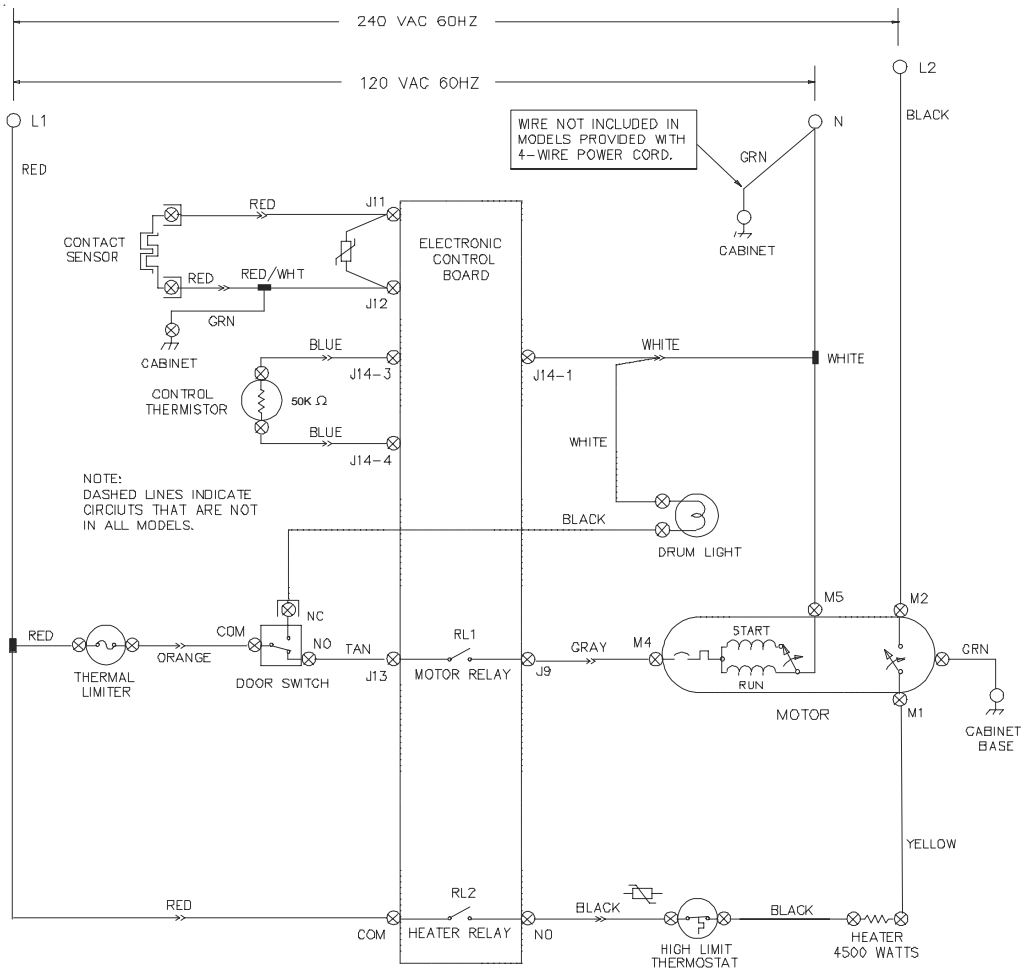 240 VAC 60HZ
120 VAC 60HZ
L2
L1
N
BLACK
RED
WIRE NOT INCLUDED IN
MODELS PROVIDED WITH
4-WIRE POWER CORD.
GRN
CABINET
J11
RED
CONTACT
SENSOR
ELECTRONIC
CONTROL
BOARD
RED
RED/WHT
J12
GRN
CABINET
BLUE
J14-3
WHITE
J14-1
WHITE
CONTROL
THERMISTOR
50K Ω
BLUE
J14-4
WHITE
NOTE:
DASHED LINES INDICATE
CIRCIUTS THAT ARE NOT
IN ALL MODELS.
BLACK
DRUM LIGHT
NC
M5
M2
RED
COM
NO
TAN
RL1
GRAY
M4
START
GRN
ORANGE
THERMAL
LIMITER
DOOR SWITCH
J13
MOTOR RELAY
J9
RUN
MOTOR
M1
CABINET
BASE
YELLOW
RED
RL2
BLACK
BLACK
COM
HEATER RELAY
NO
HIGH LIMIT
THERMOSTAT
HEATER
4500 WATTS